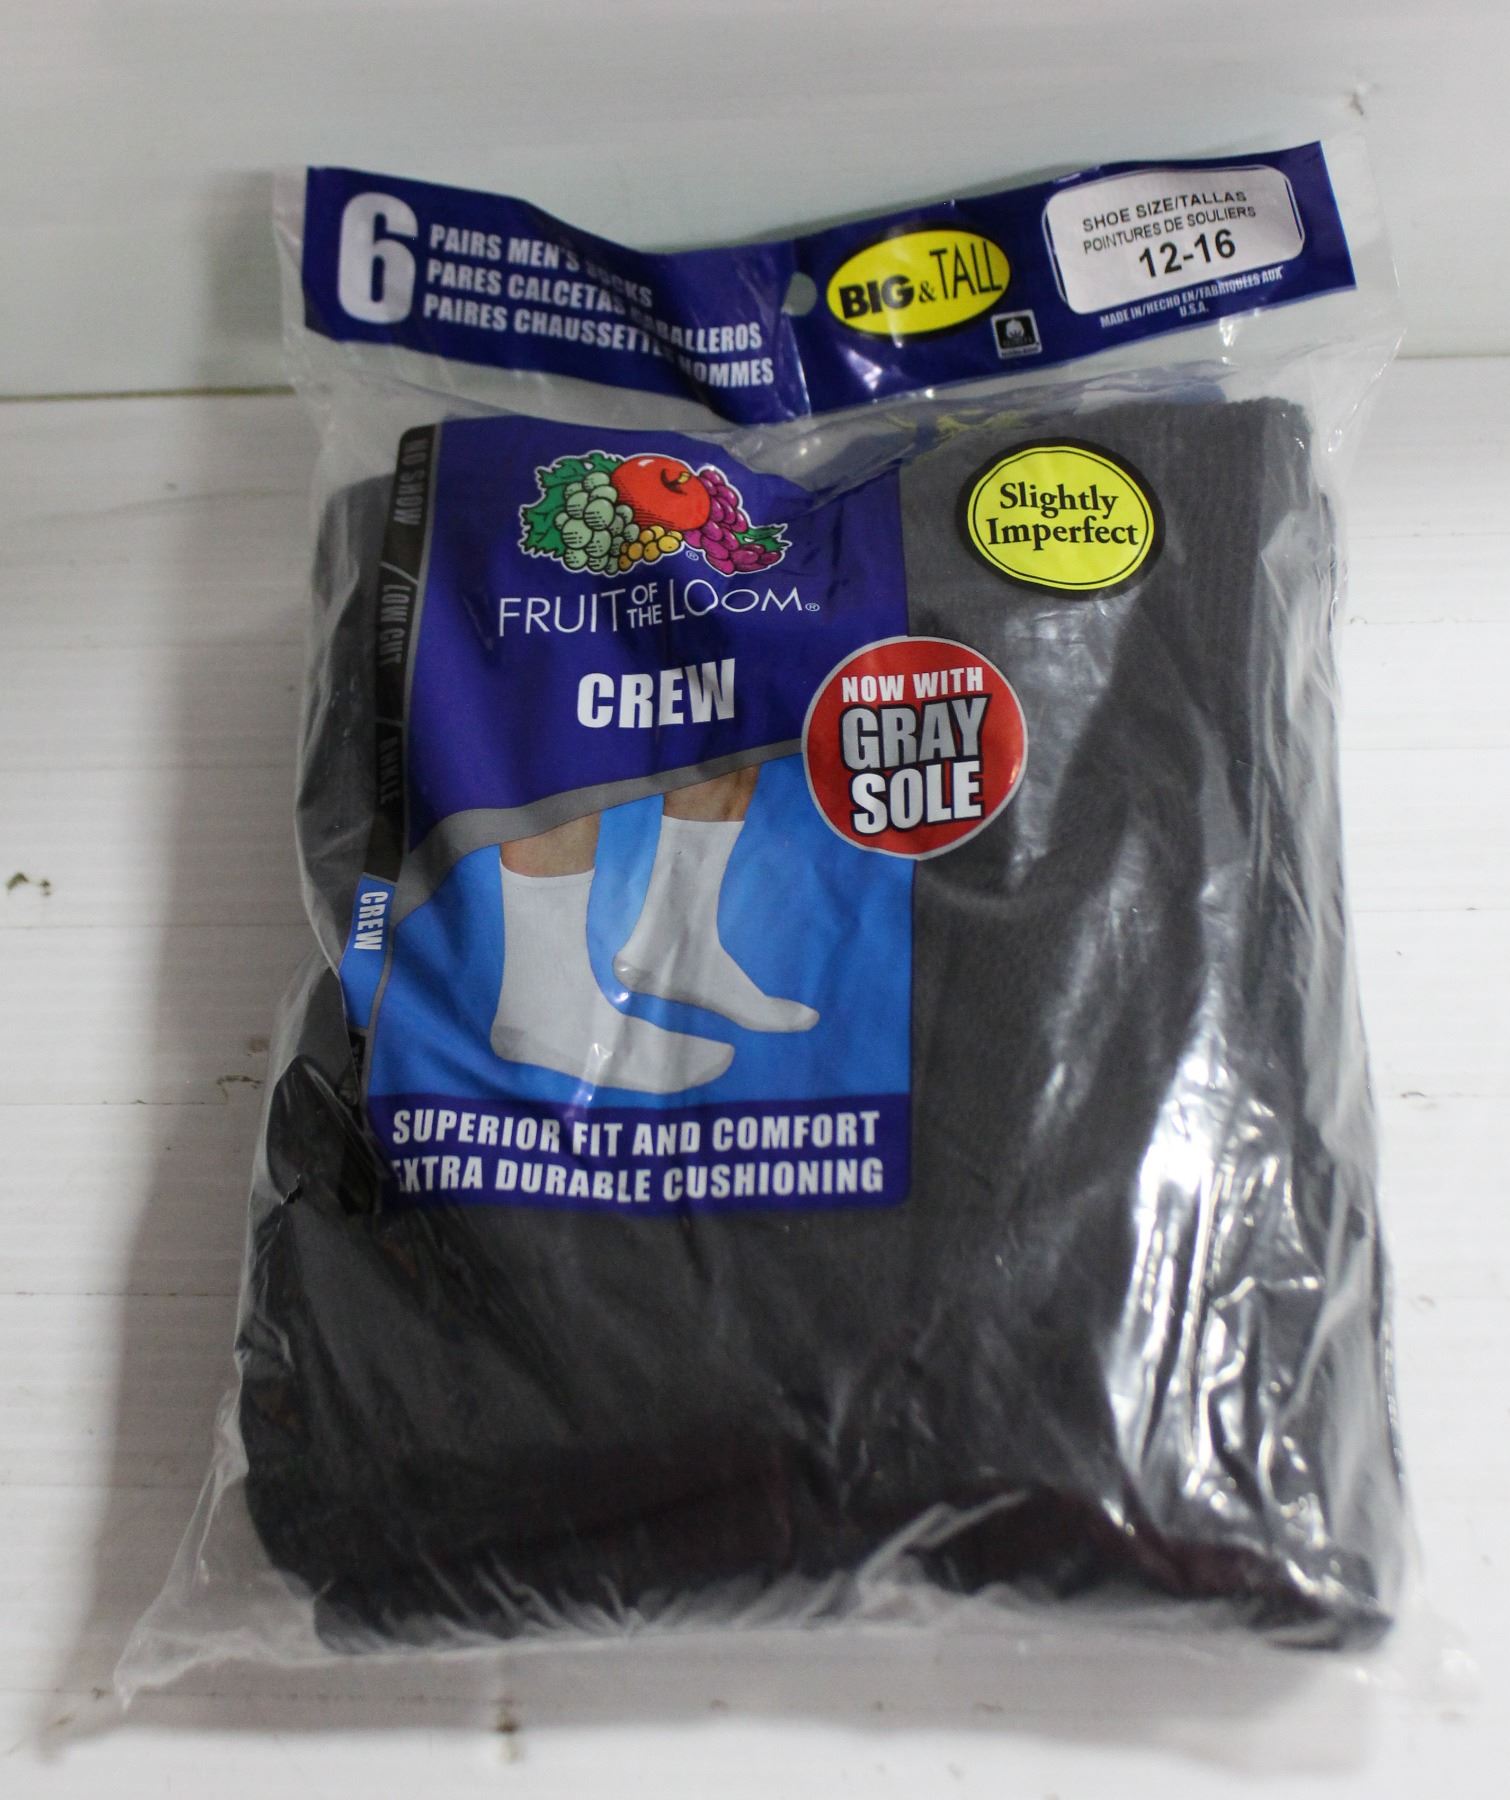 6
PAIRS MEN'S SOCKS
PARES CALCETAS CABALLEROS
PAIRES CHAUSSETTES HOMMES
BIG & TALL
SHOE SIZE/TALLAS
POINTURES DE SOULIERS
12-16
MADE IN/HECHO EN/FABRIQUÉES AUX
U.S.A.
NO SHOW / LOW CUT / ANKLE
CREW
FRUIT OF THE LOOM®
CREW
Slightly
Imperfect
NOW WITH
GRAY
SOLE
SUPERIOR FIT AND COMFORT
EXTRA DURABLE CUSHIONING